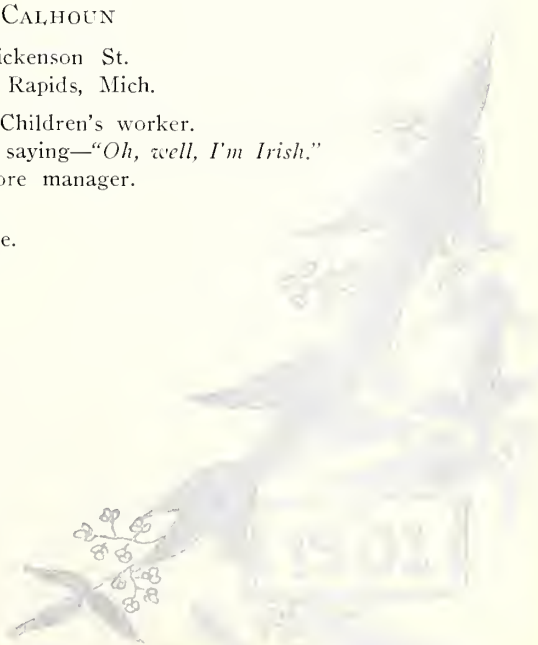 CALHOUN
ickenson St.
Rapids, Mich.
Children's worker.
saying—"Oh, well, I'm Irish."
ore manager.
e.